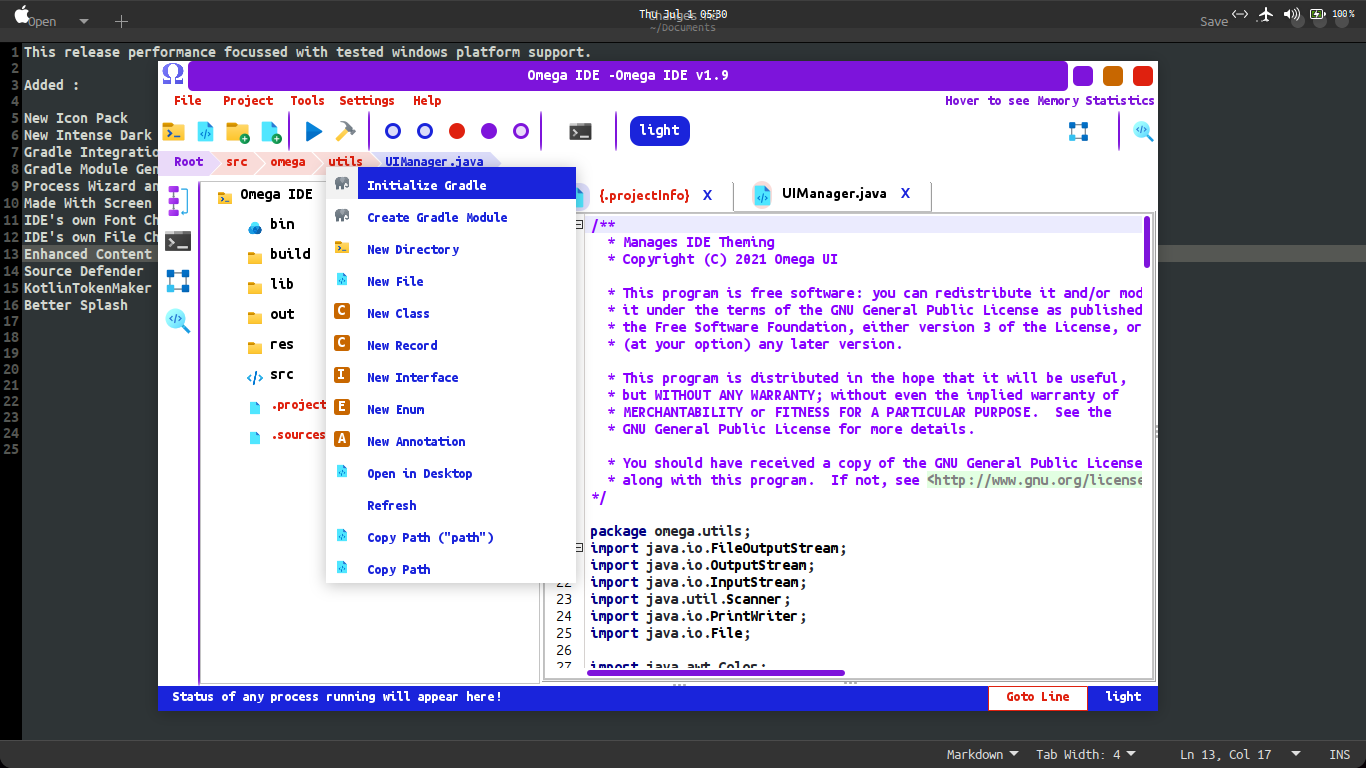 Open
Thu Jul 1 05:30
~/Documents
Save
100%
1 This release performance focussed with tested windows platform support.
2
3 Added :
4
5 New Icon Pack
6 New Intense Dark
7 Gradle Integratio
8 Gradle Module Gen
9 Process Wizard an
10 Made With Screen
11 IDE's own Font Ch
12 IDE's own File Ch
13 Enhanced Content
14 Source Defender
15 KotlinTokenMaker
16 Better Splash
17
18
19
20
21
22
23
24
25
Omega IDE -Omega IDE v1.9
File Project Tools Settings Help
Hover to see Memory Statistics
light
Root src omega utils UIManager.java
Omega IDE
bin
build
lib
out
res
src
.project
.sources
Initialize Gradle
Create Gradle Module
New Directory
New File
C New Class
C New Record
I New Interface
E New Enum
A New Annotation
Open in Desktop
Refresh
Copy Path ("path")
Copy Path
{.projectInfo} X
UIManager.java X
/**
* Manages IDE Theming
* Copyright (C) 2021 Omega UI
* This program is free software: you can redistribute it and/or mod
* it under the terms of the GNU General Public License as published
* the Free Software Foundation, either version 3 of the License, or
* (at your option) any later version.
* This program is distributed in the hope that it will be useful,
* but WITHOUT ANY WARRANTY; without even the implied warranty of
* MERCHANTABILITY or FITNESS FOR A PARTICULAR PURPOSE.  See the
* GNU General Public License for more details.
* You should have received a copy of the GNU General Public License
* along with this program.  If not, see <http://www.gnu.org/license
*/
package omega.utils;
import java.io.FileOutputStream;
import java.io.OutputStream;
22 import java.io.InputStream;
23 import java.util.Scanner;
24 import java.io.PrintWriter;
25 import java.io.File;
26
27 import java.awt.Color;
Status of any process running will appear here!
Goto Line
light
Markdown
Tab Width: 4
Ln 13, Col 17
INS